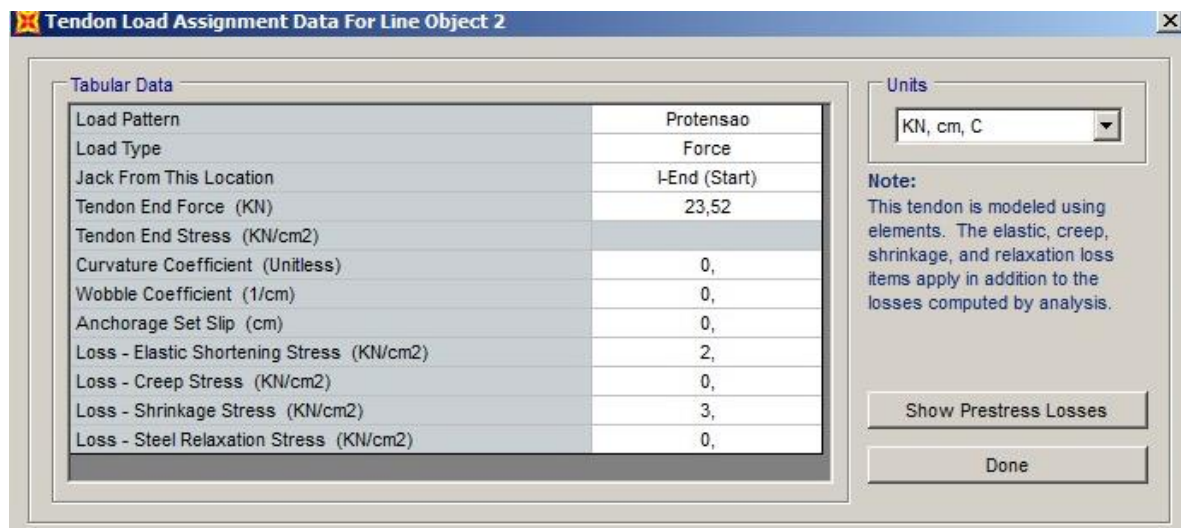 Tendon Load Assignment Data For Line Object 2
Tabular Data
Load Pattern Protensao
Load Type Force
Jack From This Location I-End (Start)
Tendon End Force (KN) 23,52
Tendon End Stress (KN/cm2)
Curvature Coefficient (Unitless) 0,
Wobble Coefficient (1/cm) 0,
Anchorage Set Slip (cm) 0,
Loss - Elastic Shortening Stress (KN/cm2) 2,
Loss - Creep Stress (KN/cm2) 0,
Loss - Shrinkage Stress (KN/cm2) 3,
Loss - Steel Relaxation Stress (KN/cm2) 0,
Units
KN, cm, C
Note:
This tendon is modeled using
elements. The elastic, creep,
shrinkage, and relaxation loss
items apply in addition to the
losses computed by analysis.
Show Prestress Losses
Done